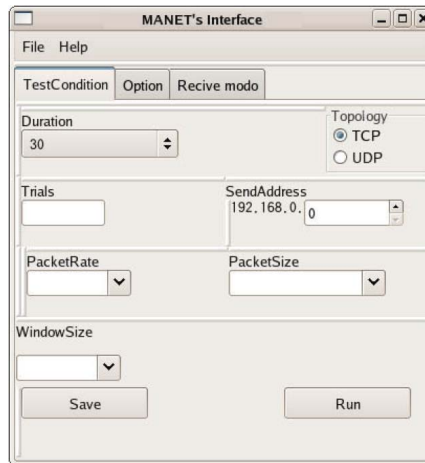 MANET's Interface
File Help
TestCondition Option Recive modo
Duration
30
Topology
TCP
UDP
Trials
SendAddress
192.168.0. 0
PacketRate
PacketSize
WindowSize
Save
Run